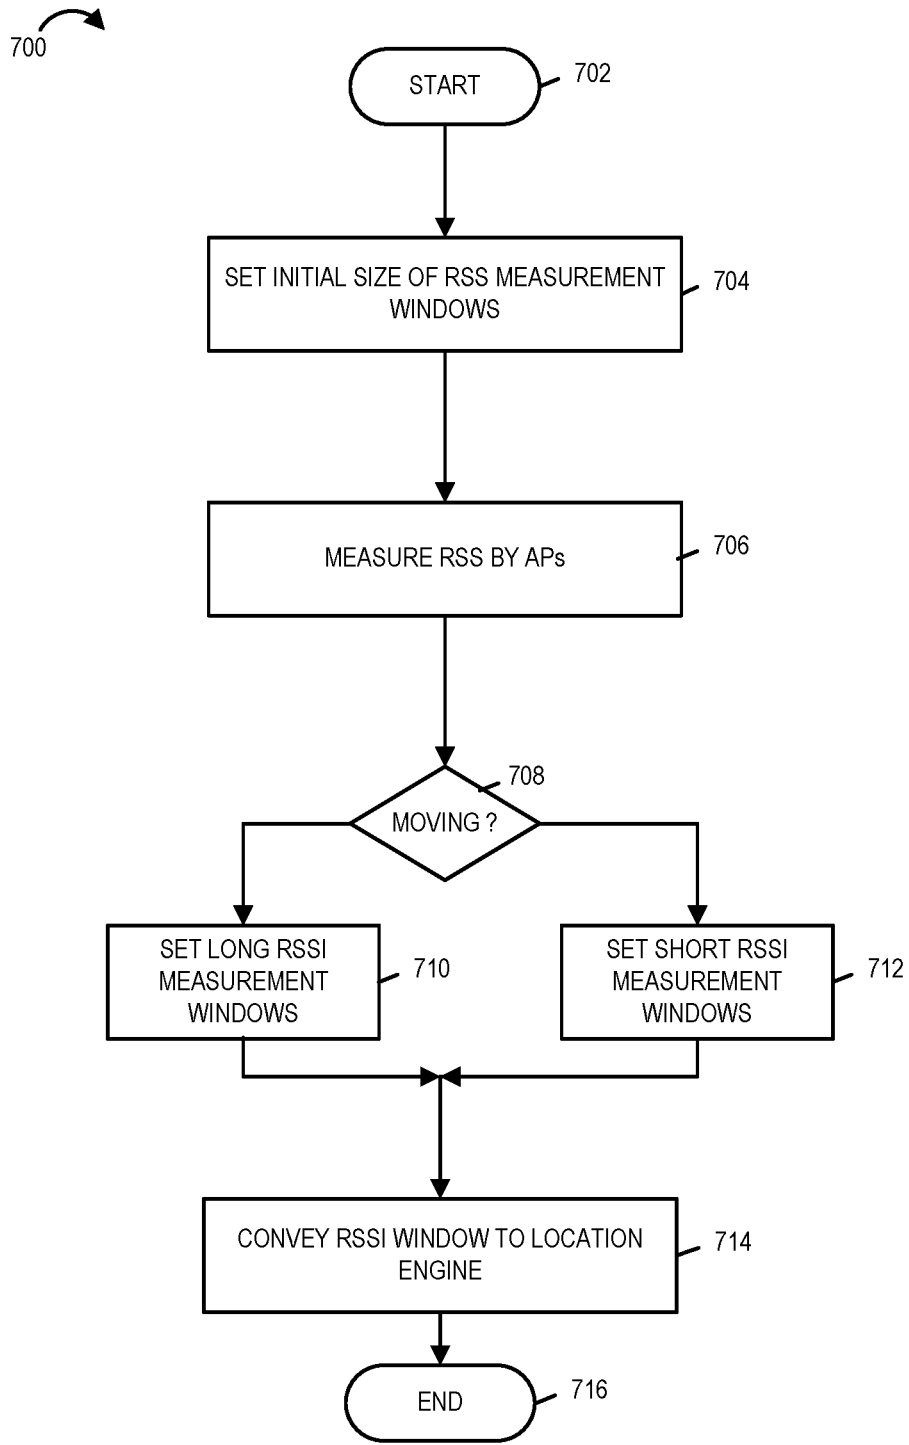 700
START
702
SET INITIAL SIZE OF RSS MEASUREMENT
WINDOWS
704
MEASURE RSS BY APs
706
708
MOVING ?
SET LONG RSSI
MEASUREMENT
WINDOWS
710
SET SHORT RSSI
MEASUREMENT
WINDOWS
712
CONVEY RSSI WINDOW TO LOCATION
ENGINE
714
END
716